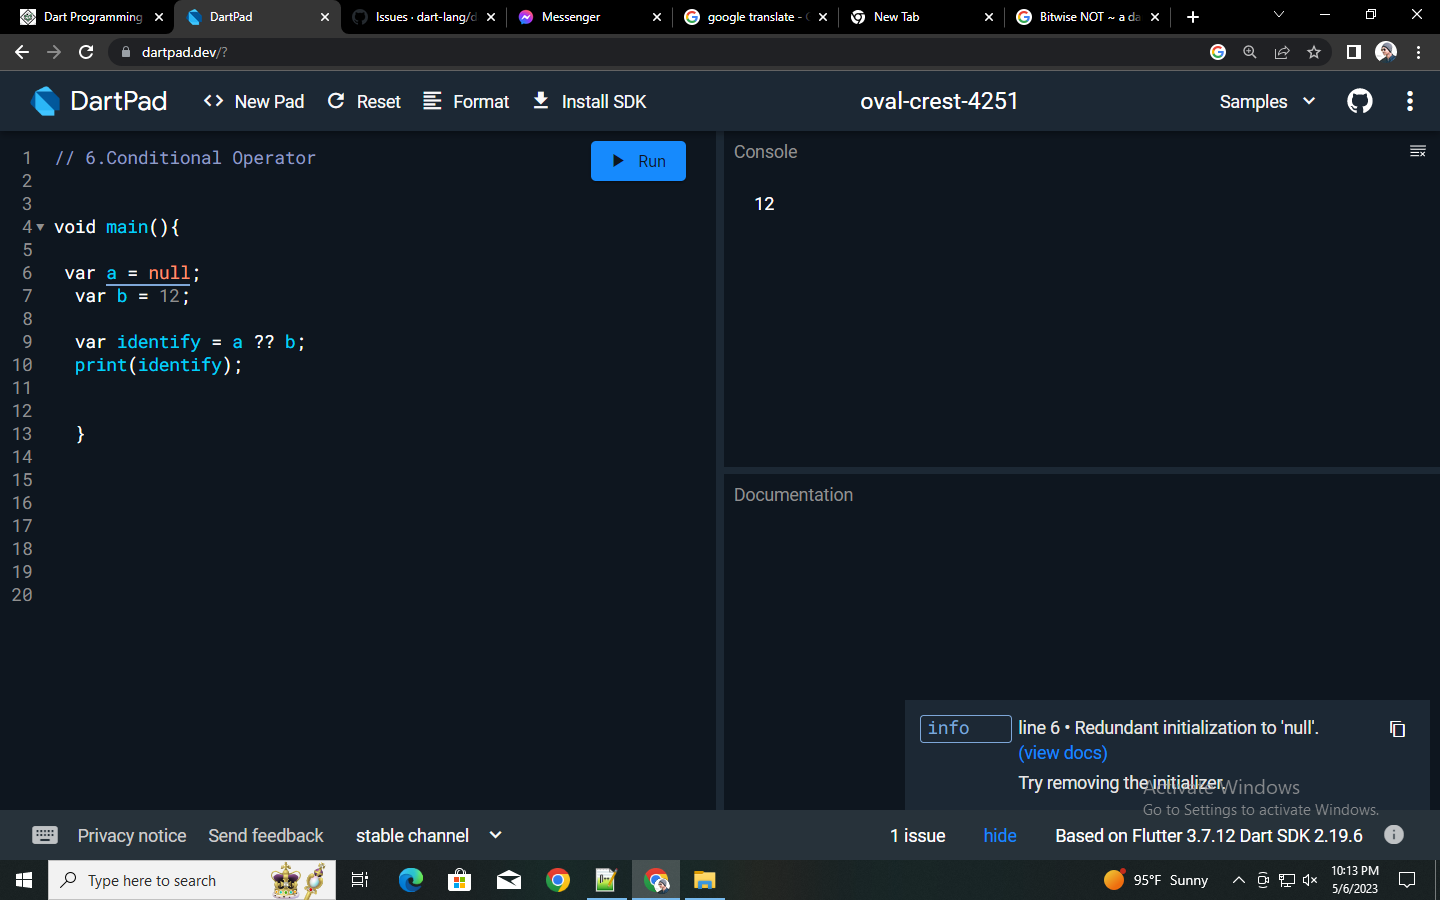 Dart Programming
DartPad
Issues · dart-lang/d
Messenger
google translate -
New Tab
Bitwise NOT ~ a da
dartpad.dev/?
DartPad
<> New Pad
Reset
Format
Install SDK
oval-crest-4251
Samples
Run
1 // 6.Conditional Operator
2
3
4 void main(){
5
6 var a = null;
7 var b = 12;
8
9 var identify = a ?? b;
10 print(identify);
11
12
13 }
14
15
16
17
18
19
20
Console
12
Documentation
info line 6 • Redundant initialization to 'null'.
(view docs)
Try removing the initializer.
Activate Windows
Go to Settings to activate Windows.
Privacy notice
Send feedback
stable channel
1 issue
hide
Based on Flutter 3.7.12 Dart SDK 2.19.6
Type here to search
95°F Sunny
10:13 PM
5/6/2023